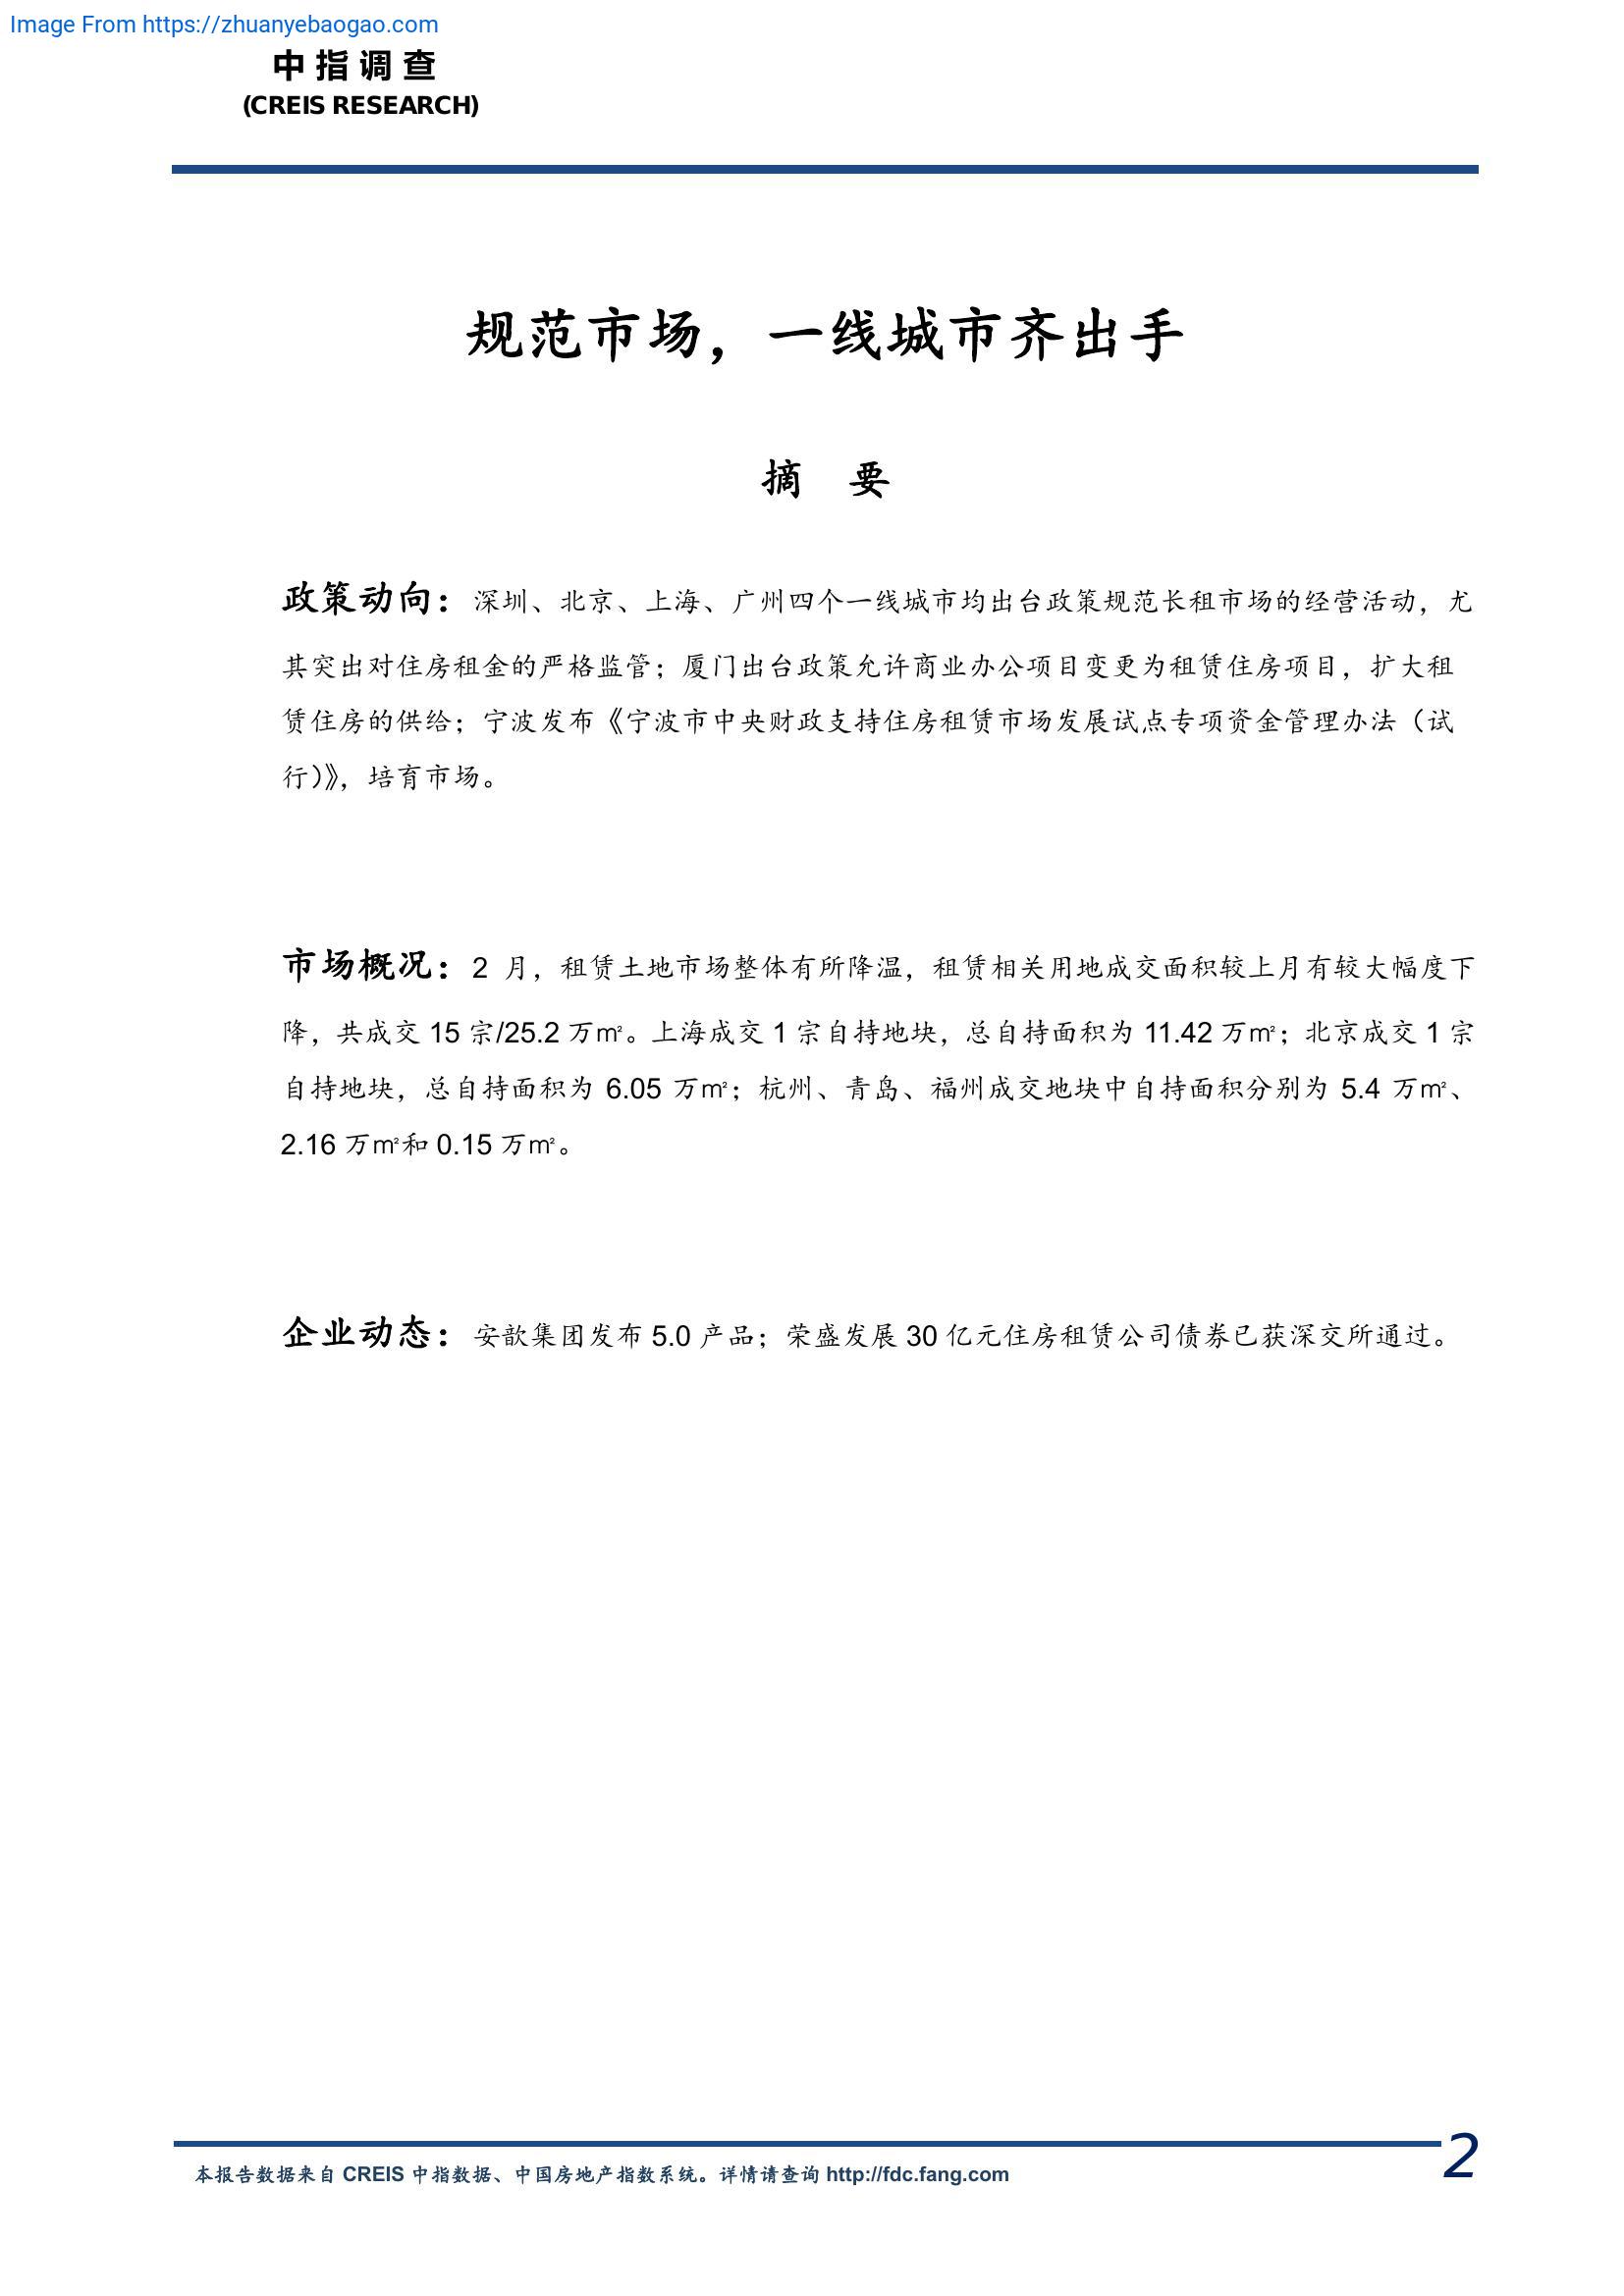 Image From https://zhuanyebaogao.com
中指调查
(CREIS RESEARCH)
规范市场，一线城市齐出手
摘 要
政策动向：深圳、北京、上海、广州四个一线城市均出台政策规范长租市场的经营活动，尤
其突出对住房租金的严格监管；厦门出台政策允许商业办公项目变更为租赁住房项目，扩大租
赁住房的供给；宁波发布《宁波市中央财政支持住房租赁市场发展试点专项资金管理办法（试
行）》，培育市场。
市场概况：2 月，租赁土地市场整体有所降温，租赁相关用地成交面积较上月有较大幅度下
降，共成交 15 宗/25.2 万㎡。上海成交 1 宗自持地块，总自持面积为 11.42 万㎡；北京成交 1 宗
自持地块，总自持面积为 6.05 万㎡；杭州、青岛、福州成交地块中自持面积分别为 5.4 万㎡、
2.16 万㎡和 0.15 万㎡。
企业动态：安歆集团发布 5.0 产品；荣盛发展 30 亿元住房租赁公司债券已获深交所通过。
本报告数据来自 CREIS 中指数据、中国房地产指数系统。详情请查询 http://fdc.fang.com
2